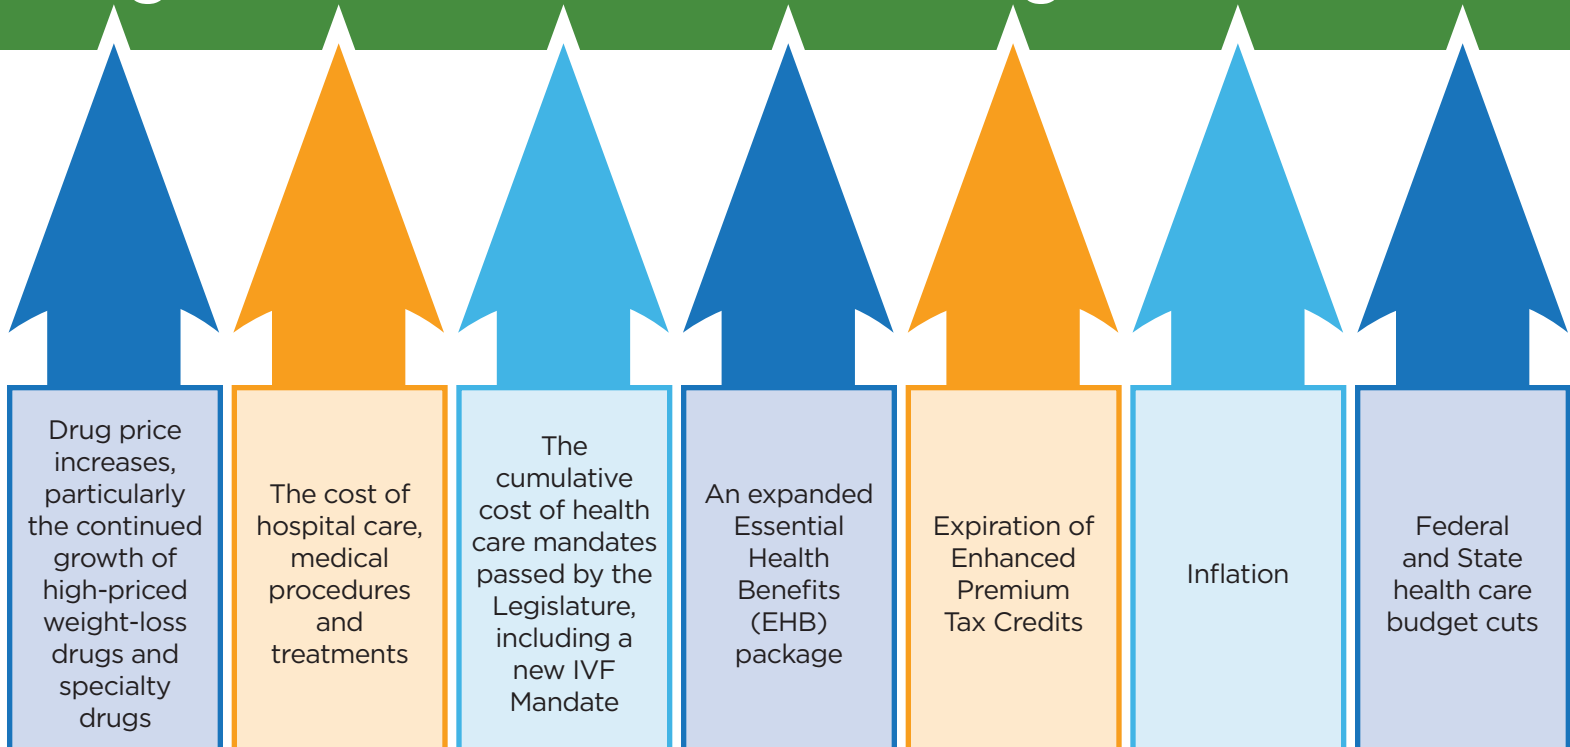 Drug price
increases,
particularly
the continued
growth of
high-priced
weight-loss
drugs and
specialty
drugs
The cost of
hospital care,
medical
procedures
and
treatments
The
cumulative
cost of health
care mandates
passed by the
Legislature,
including a
new IVF
Mandate
An expanded
Essential
Health
Benefits
(EHB)
package
Expiration of
Enhanced
Premium
Tax Credits
Inflation
Federal
and State
health care
budget cuts